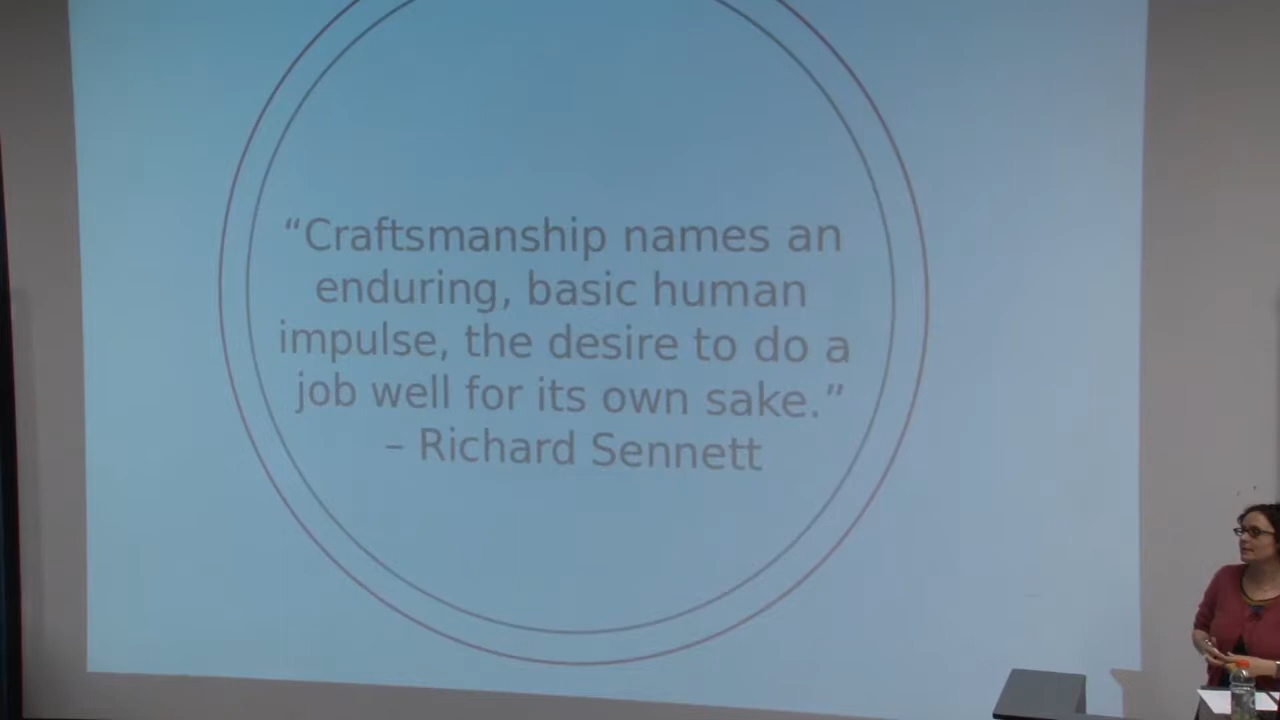 “Craftsmanship names an
enduring, basic human
impulse, the desire to do a
job well for its own sake.”
– Richard Sennett